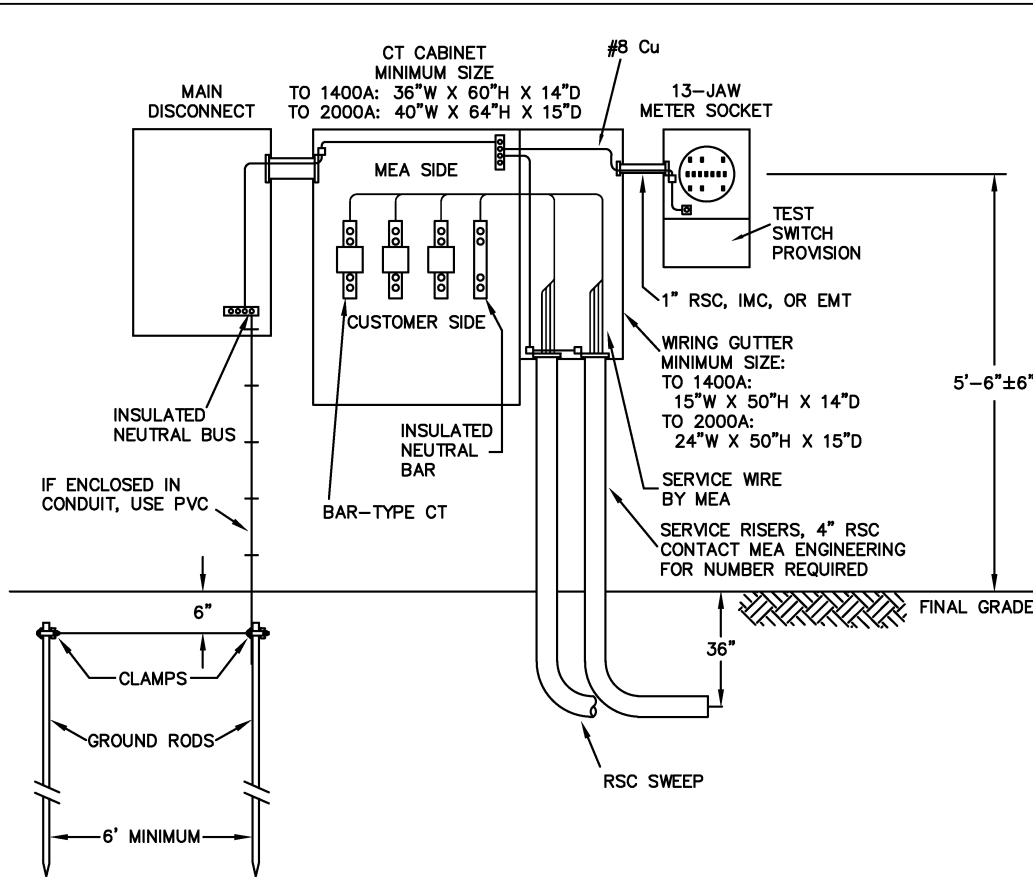 CT CABINET
MINIMUM SIZE
TO 1400A: 36"W X 60"H X 14"D
TO 2000A: 40"W X 64"H X 15"D
#8 Cu
MAIN
DISCONNECT
13-JAW
METER SOCKET
MEA SIDE
TEST
SWITCH
PROVISION
1" RSC, IMC, OR EMT
CUSTOMER SIDE
WIRING GUTTER
MINIMUM SIZE:
TO 1400A:
15"W X 50"H X 14"D
TO 2000A:
24"W X 50"H X 15"D
5'-6"±6"
INSULATED
NEUTRAL BUS
INSULATED
NEUTRAL
BAR
IF ENCLOSED IN
CONDUIT, USE PVC
BAR-TYPE CT
SERVICE WIRE
BY MEA
SERVICE RISERS, 4" RSC
CONTACT MEA ENGINEERING
FOR NUMBER REQUIRED
6"
FINAL GRADE
36"
CLAMPS
GROUND RODS
RSC SWEEP
6' MINIMUM